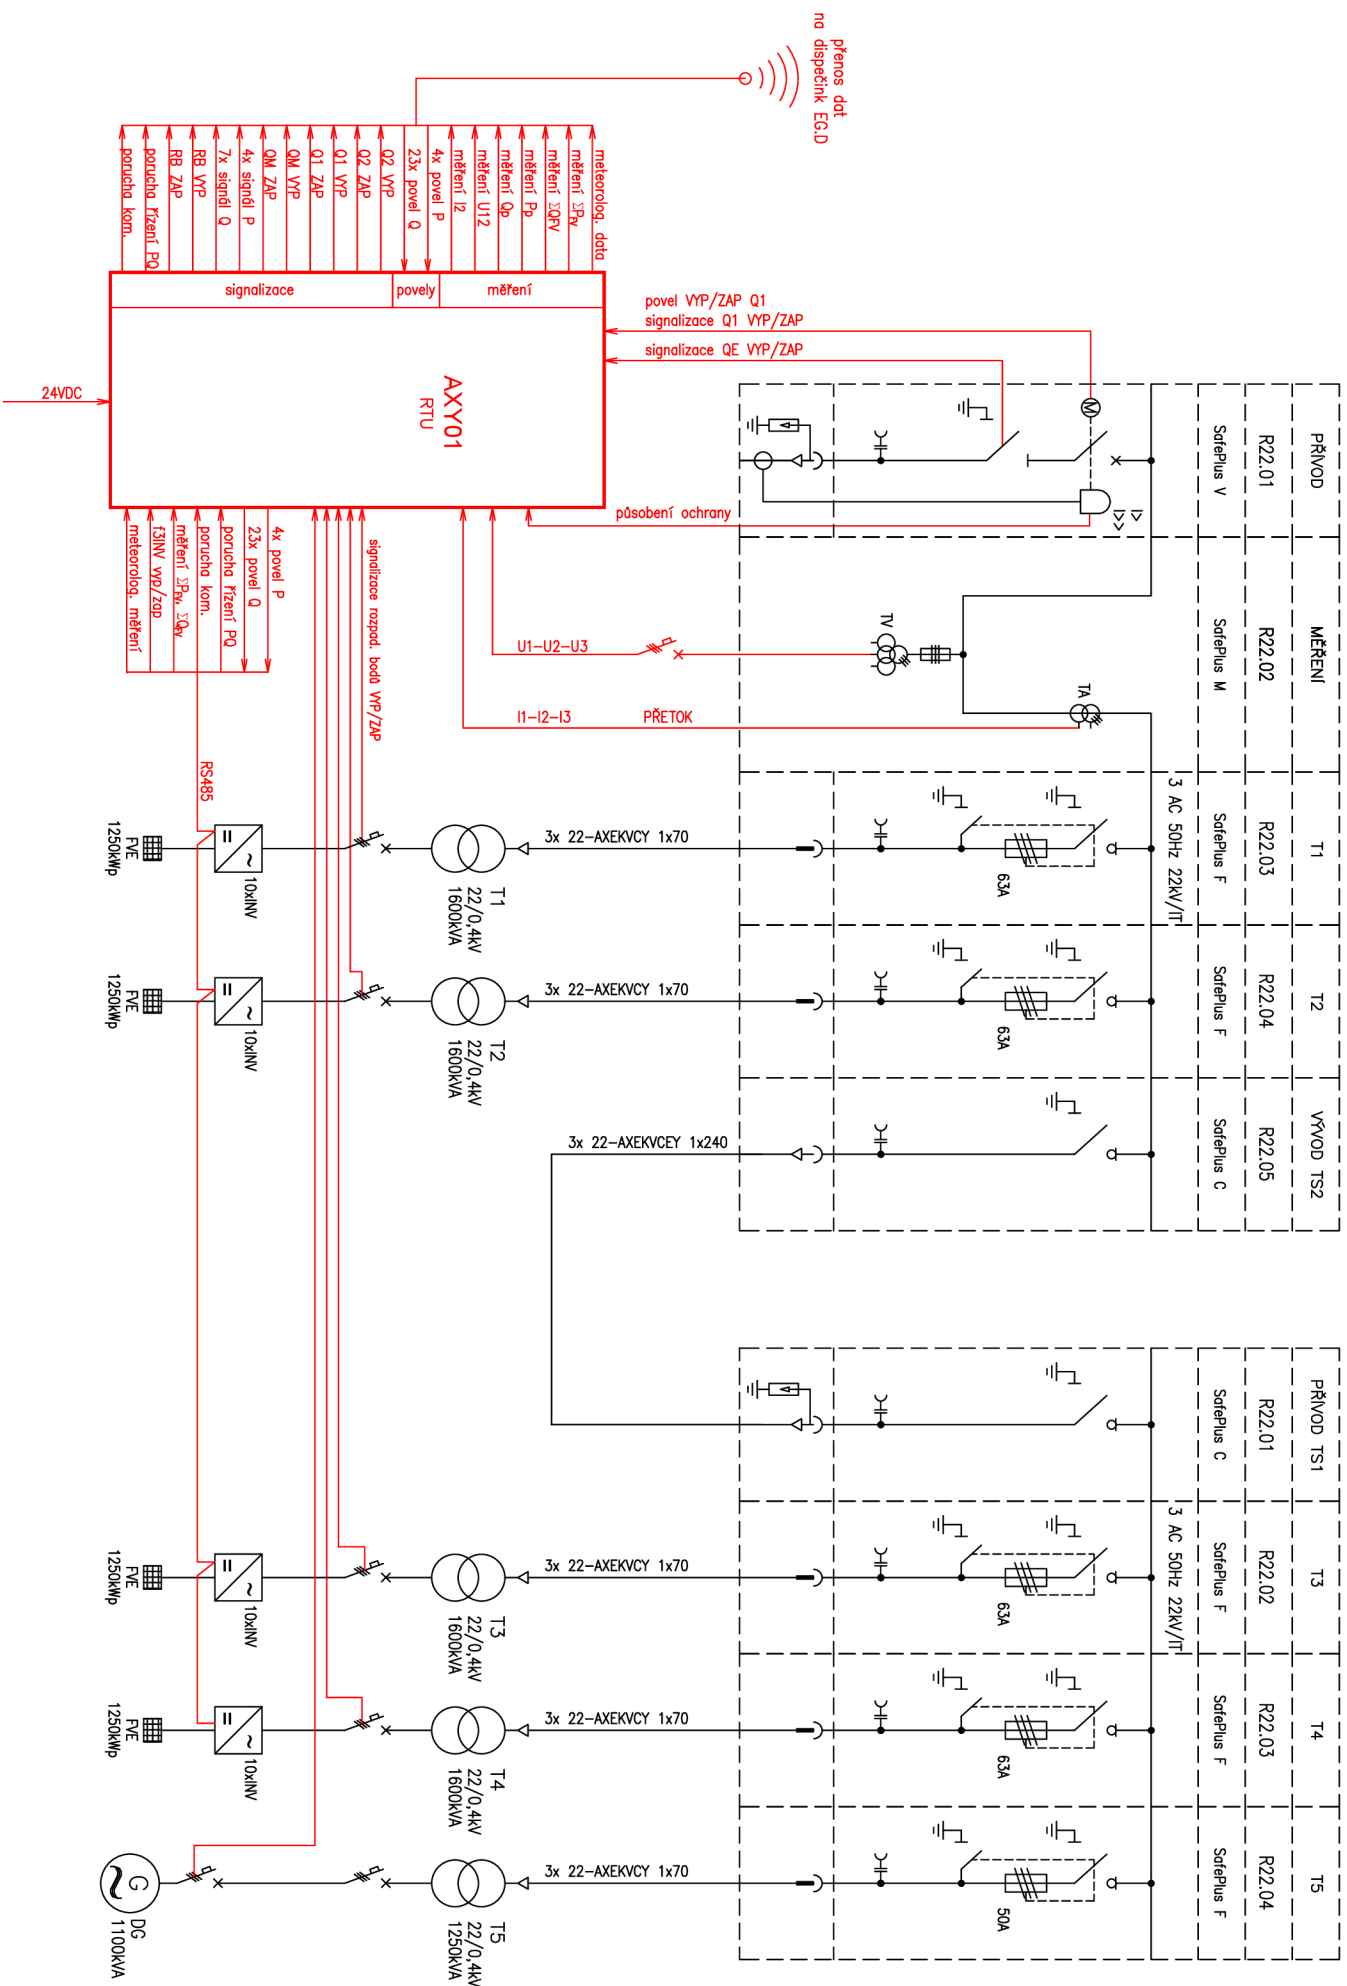 přenos dat
na dispečink EG.D
meteorolog. data
měření ΣPFV
měření ΣQFV
měření Pp
měření Qp
měření U12
měření I2
4x povel P
23x povel Q
Q2 VYP
Q2 ZAP
Q1 VYP
Q1 ZAP
QM VYP
QM ZAP
4x signál P
7x signál Q
RB VYP
RB ZAP
porucha řízení PQ
porucha kom.
měření
povely
signalizace
AXY01
RTU
24VDC
povel VYP/ZAP Q1
signalizace Q1 VYP/ZAP
signalizace QE VYP/ZAP
působení ochrany
U1-U2-U3
I1-I2-I3
PŘETOK
signalizace rozpad. bodů VYP/ZAP
4x povel P
23x povel Q
porucha řízení PQ
porucha kom.
měření ΣPFV, ΣQFV
f3INV vyp/zap
meteorolog. měření
RS485
PŘÍVOD
R22.01
SafePlus V
M
MĚŘENÍ
R22.02
SafePlus M
TV
TA
3 AC 50Hz 22kV/IT
T1
R22.03
SafePlus F
63A
3x 22-AXEKVCY 1x70
T1
22/0,4kV
1600kVA
10xINV
FVE
1250kWp
T2
R22.04
SafePlus F
63A
3x 22-AXEKVCY 1x70
T2
22/0,4kV
1600kVA
10xINV
FVE
1250kWp
VÝVOD TS2
R22.05
SafePlus C
3x 22-AXEKVCEY 1x240
PŘÍVOD TS1
R22.01
SafePlus C
3 AC 50Hz 22kV/IT
T3
R22.02
SafePlus F
63A
3x 22-AXEKVCY 1x70
T3
22/0,4kV
1600kVA
10xINV
FVE
1250kWp
T4
R22.03
SafePlus F
63A
3x 22-AXEKVCY 1x70
T4
22/0,4kV
1600kVA
10xINV
FVE
1250kWp
T5
R22.04
SafePlus F
50A
3x 22-AXEKVCY 1x70
T5
22/0,4kV
1250kVA
G
DG
1100kVA